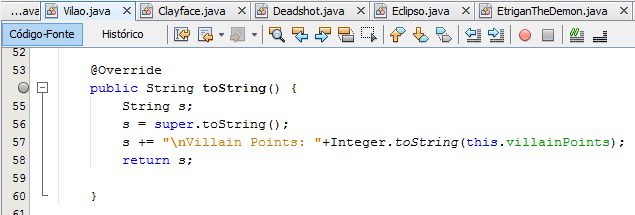 ...ava Vilao.java Clayface.java Deadshot.java Eclipso.java EtriganTheDemon.java
Código-Fonte Histórico
52
53 @Override
public String toString() {
55 String s;
56 s = super.toString();
57 s += "\nVillain Points: "+Integer.toString(this.villainPoints);
58 return s;
59
60 }